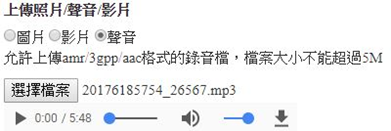 上傳照片/聲音/影片
圖片 影片 聲音
允許上傳amr/3gpp/aac格式的錄音檔，檔案大小不能超過5M
選擇檔案 20176185754_26567.mp3
0:00 / 5:48